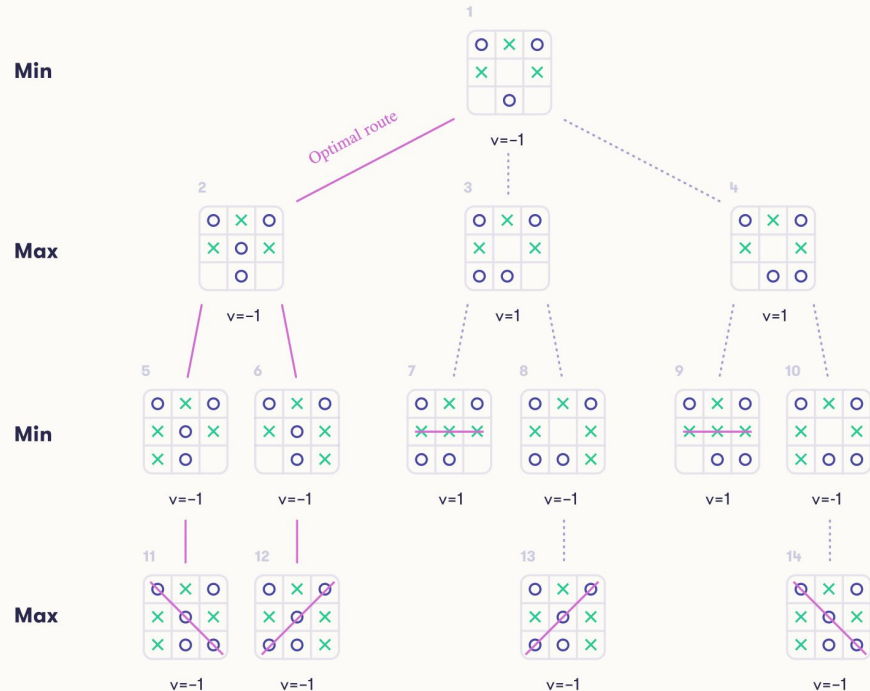 1
Min
Optimal route
v=-1
2
3
4
Max
v=-1
v=1
v=1
5
6
7
8
9
10
Min
v=-1
v=-1
v=1
v=-1
v=1
v=-1
11
12
13
14
Max
v=-1
v=-1
v=-1
v=-1